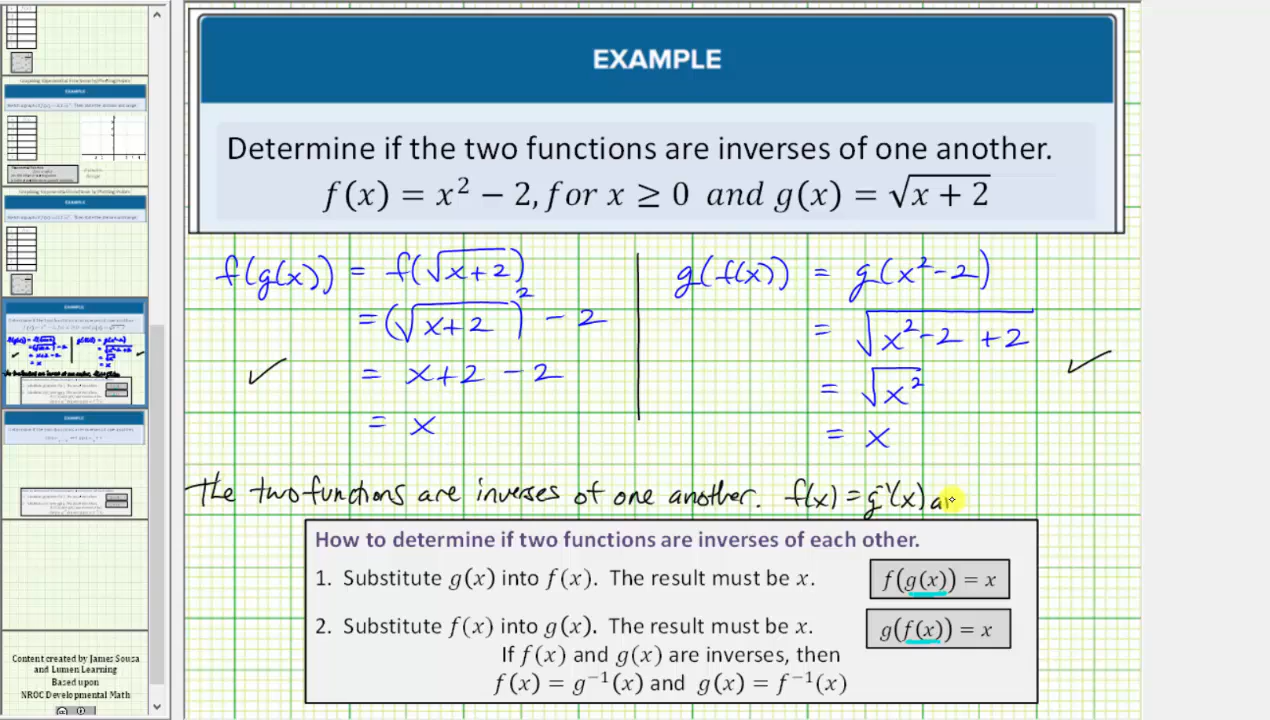 EXAMPLE
Determine if the two functions are inverses of one another.
f(x) = x² − 2, for x ≥ 0 and g(x) = √(x + 2)
f(g(x)) = f(√(x+2))
= (√(x+2))² − 2
= x+2 − 2
= x
g(f(x)) = g(x²−2)
= √(x²−2 +2)
= √(x²)
= x
The two functions are inverses of one another. f(x) = g⁻¹(x) a
How to determine if two functions are inverses of each other.
1. Substitute g(x) into f(x). The result must be x. f(g(x)) = x
2. Substitute f(x) into g(x). The result must be x. g(f(x)) = x
If f(x) and g(x) are inverses, then
f(x) = g⁻¹(x) and g(x) = f⁻¹(x)
EXAMPLE
EXAMPLE
EXAMPLE
Content created by James Sousa
and Lumen Learning
Based upon
NROC Developmental Math